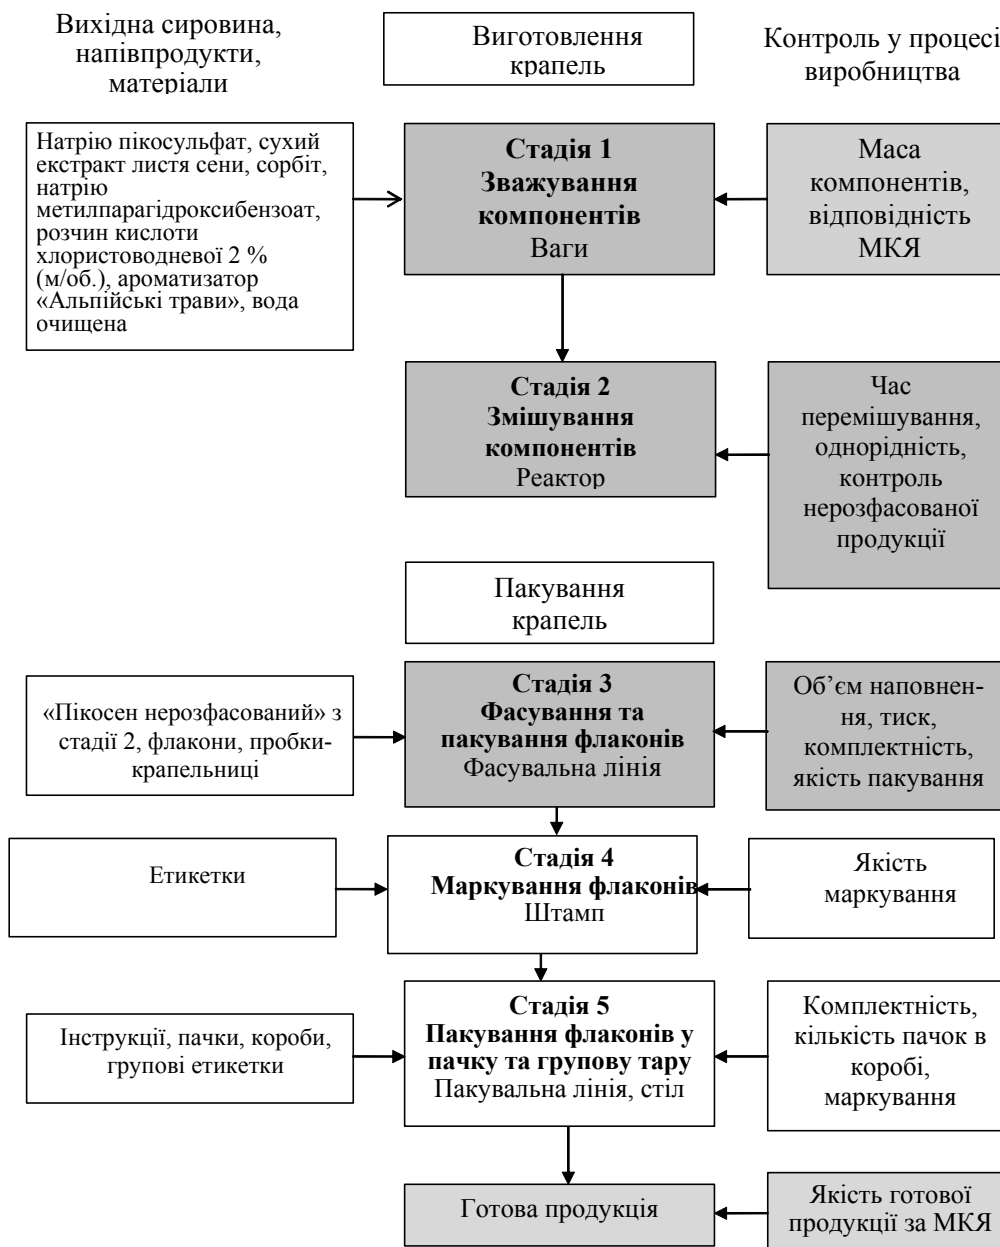 Вихідна сировина,
напівпродукти,
матеріали
Виготовлення
крапель
Контроль у процесі
виробництва
Натрію пікосульфат, сухий
екстракт листя сени, сорбіт,
натрію
метилпарагідроксибензоат,
розчин кислоти
хлористоводневої 2 %
(м/об.), ароматизатор
«Альпійські трави», вода
очищена
Стадія 1
Зважування
компонентів
Ваги
Маса
компонентів,
відповідність
МКЯ
Стадія 2
Змішування
компонентів
Реактор
Час
перемішування,
однорідність,
контроль
нерозфасованої
продукції
Пакування
крапель
«Пікосен нерозфасований» з
стадії 2, флакони, пробки-
крапельниці
Стадія 3
Фасування та
пакування флаконів
Фасувальна лінія
Об’єм наповнен-
ня, тиск,
комплектність,
якість пакування
Етикетки
Стадія 4
Маркування флаконів
Штамп
Якість
маркування
Інструкції, пачки, короби,
групові етикетки
Стадія 5
Пакування флаконів у
пачку та групову тару
Пакувальна лінія, стіл
Комплектність,
кількість пачок в
коробі,
маркування
Готова продукція
Якість готової
продукції за МКЯ